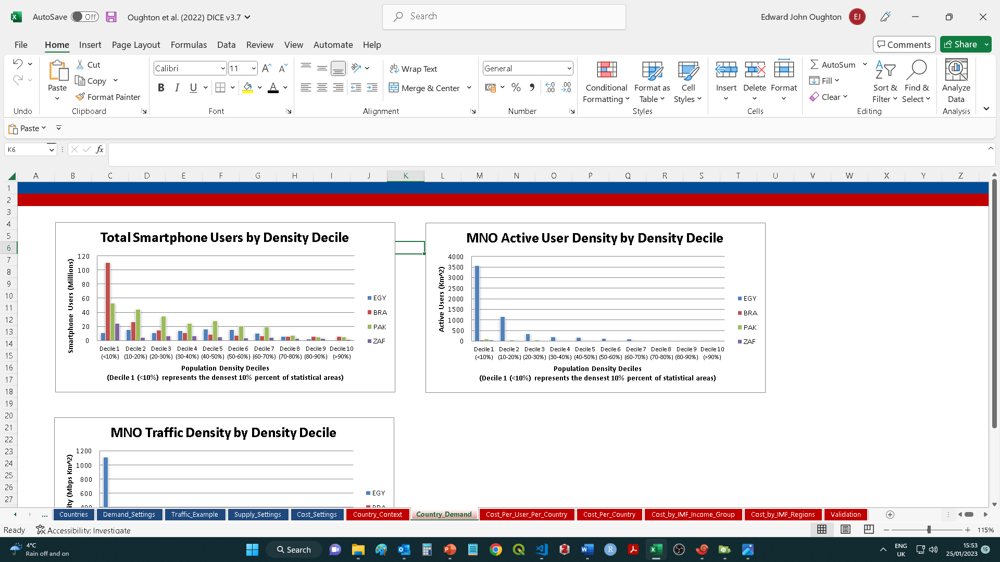 AutoSave Off Oughton et al. (2022) DICE v3.7 Search Edward John Oughton EJ
File Home Insert Page Layout Formulas Data Review View Automate Help Comments Share
Paste Cut Copy Format Painter
Calibri 11
B I U A
Wrap Text
Merge & Center
General
Conditional Formatting Format as Table Cell Styles
Insert Delete Format
AutoSum Fill Clear
Sort & Filter Find & Select Analyze Data
Undo Clipboard Font Alignment Number Styles Cells Editing Analysis
Paste
K6 fx
A B C D E F G H I J K L M N O P Q R S T U V W X Y Z
1
2
3
4
5
6
7
8
9
10
11
12
13
14
15
16
17
18
19
20
21
22
23
24
25
26
27
Total Smartphone Users by Density Decile
Smartphone Users (Millions)
120
100
80
60
40
20
0
EGY
BRA
PAK
ZAF
Decile 1 Decile 2 Decile 3 Decile 4 Decile 5 Decile 6 Decile 7 Decile 8 Decile 9 Decile 10
(<10%) (10-20%) (20-30%) (30-40%) (40-50%) (50-60%) (60-70%) (70-80%) (80-90%) (>90%)
Population Density Deciles
(Decile 1 (<10%) represents the densest 10% percent of statistical areas)
MNO Active User Density by Density Decile
Active Users (Km^2)
4000
3500
3000
2500
2000
1500
1000
500
0
EGY
BRA
PAK
ZAF
Decile 1 Decile 2 Decile 3 Decile 4 Decile 5 Decile 6 Decile 7 Decile 8 Decile 9 Decile 10
(<10%) (10-20%) (20-30%) (30-40%) (40-50%) (50-60%) (60-70%) (70-80%) (80-90%) (>90%)
Population Density Deciles
(Decile 1 (<10%) represents the densest 10% percent of statistical areas)
MNO Traffic Density by Density Decile
(Mbps Km^2)
1200
1000
800
600
400
EGY
BRA
... Countries Demand_Settings Traffic_Example Supply_Settings Cost_Settings Country_Context Country_Demand Cost_Per_User_Per_Country Cost_Per_Country Cost_by_IMF_Income_Group Cost_by_IMF_Regions Validation
Ready Accessibility: Investigate 115%
4°C
Rain off and on
Search
ENG
UK
15:53
25/01/2023
15